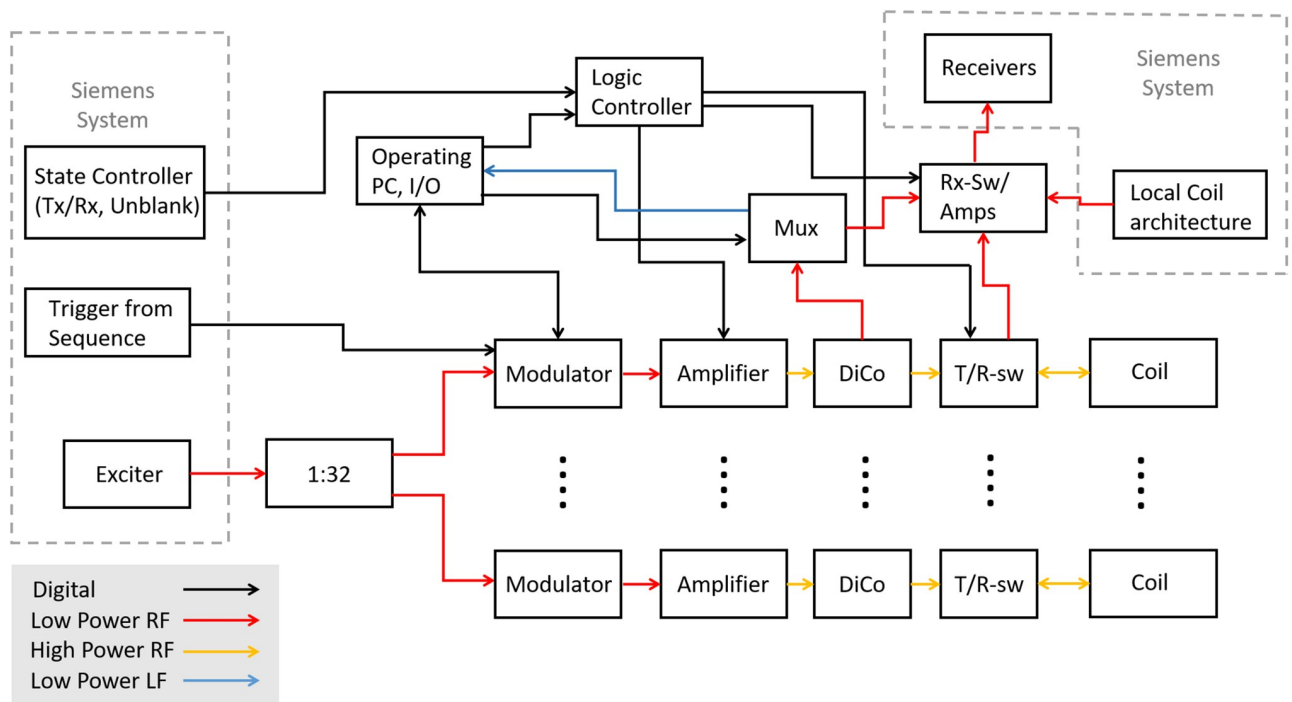 Siemens
System
State Controller
(Tx/Rx, Unblank)
Trigger from
Sequence
Exciter
1:32
Logic
Controller
Operating
PC, I/O
Mux
Receivers
Siemens
System
Rx-Sw/
Amps
Local Coil
architecture
Modulator
Amplifier
DiCo
T/R-sw
Coil
Modulator
Amplifier
DiCo
T/R-sw
Coil
Digital
Low Power RF
High Power RF
Low Power LF